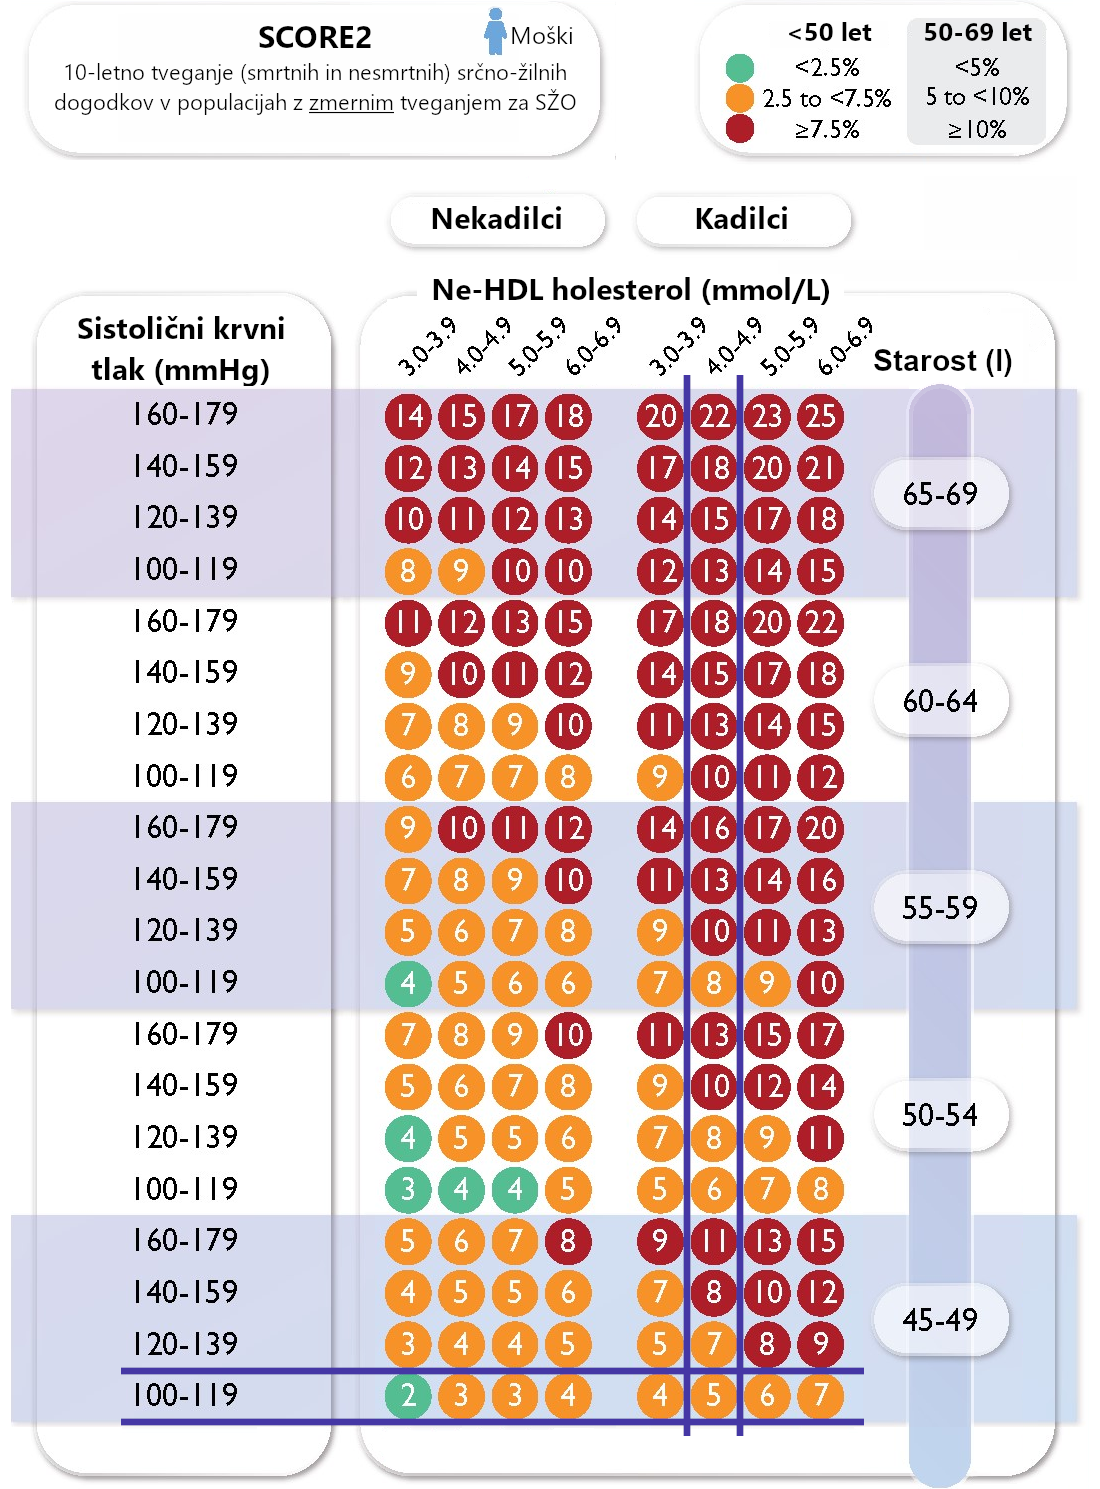 SCORE2
Moški
10-letno tveganje (smrtnih in nesmrtnih) srčno-žilnih
dogodkov v populacijah z zmernim tveganjem za SŽO
<50 let 50-69 let
<2.5% <5%
2.5 to <7.5% 5 to <10%
≥7.5% ≥10%
Nekadilci Kadilci
Ne-HDL holesterol (mmol/L)
Sistolični krvni
tlak (mmHg)
3.0-3.9 4.0-4.9 5.0-5.9 6.0-6.9 3.0-3.9 4.0-4.9 5.0-5.9 6.0-6.9
Starost (l)
160-179 14 15 17 18 20 22 23 25
140-159 12 13 14 15 17 18 20 21
65-69
120-139 10 11 12 13 14 15 17 18
100-119 8 9 10 10 12 13 14 15
160-179 11 12 13 15 17 18 20 22
140-159 9 10 11 12 14 15 17 18
60-64
120-139 7 8 9 10 11 13 14 15
100-119 6 7 7 8 9 10 11 12
160-179 9 10 11 12 14 16 17 20
140-159 7 8 9 10 11 13 14 16
55-59
120-139 5 6 7 8 9 10 11 13
100-119 4 5 6 6 7 8 9 10
160-179 7 8 9 10 11 13 15 17
140-159 5 6 7 8 9 10 12 14
50-54
120-139 4 5 5 6 7 8 9 11
100-119 3 4 4 5 5 6 7 8
160-179 5 6 7 8 9 11 13 15
140-159 4 5 5 6 7 8 10 12
45-49
120-139 3 4 4 5 5 7 8 9
100-119 2 3 3 4 4 5 6 7